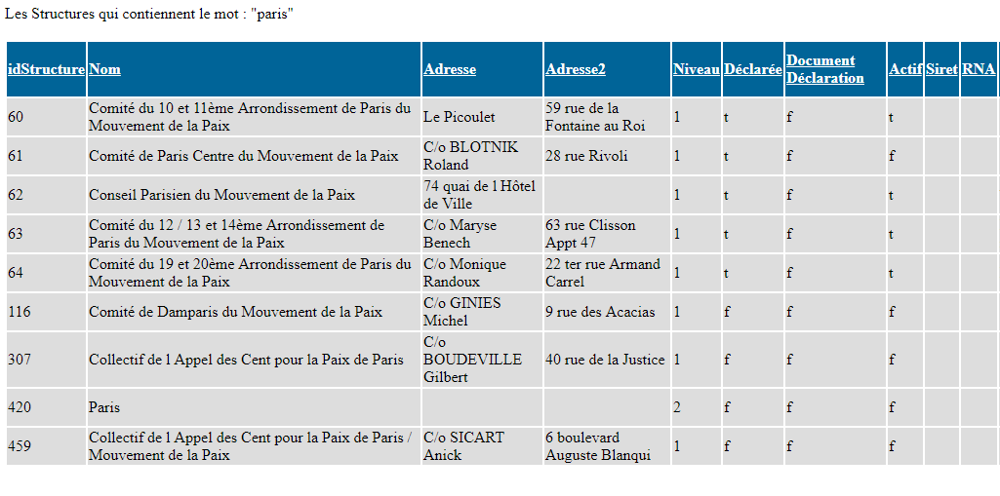 Les Structures qui contiennent le mot : "paris"
idStructure Nom Adresse Adresse2 Niveau Déclarée Document Déclaration Actif Siret RNA
60 Comité du 10 et 11ème Arrondissement de Paris du Mouvement de la Paix Le Picoulet 59 rue de la Fontaine au Roi 1 t f t
61 Comité de Paris Centre du Mouvement de la Paix C/o BLOTNIK Roland 28 rue Rivoli 1 t f f
62 Conseil Parisien du Mouvement de la Paix 74 quai de l Hôtel de Ville 1 t f t
63 Comité du 12 / 13 et 14ème Arrondissement de Paris du Mouvement de la Paix C/o Maryse Benech 63 rue Clisson Appt 47 1 t f t
64 Comité du 19 et 20ème Arrondissement de Paris du Mouvement de la Paix C/o Monique Randoux 22 ter rue Armand Carrel 1 t f t
116 Comité de Damparis du Mouvement de la Paix C/o GINIES Michel 9 rue des Acacias 1 f f f
307 Collectif de l Appel des Cent pour la Paix de Paris C/o BOUDEVILLE Gilbert 40 rue de la Justice 1 f f f
420 Paris 2 f f f
459 Collectif de l Appel des Cent pour la Paix de Paris / Mouvement de la Paix C/o SICART Anick 6 boulevard Auguste Blanqui 1 f f f